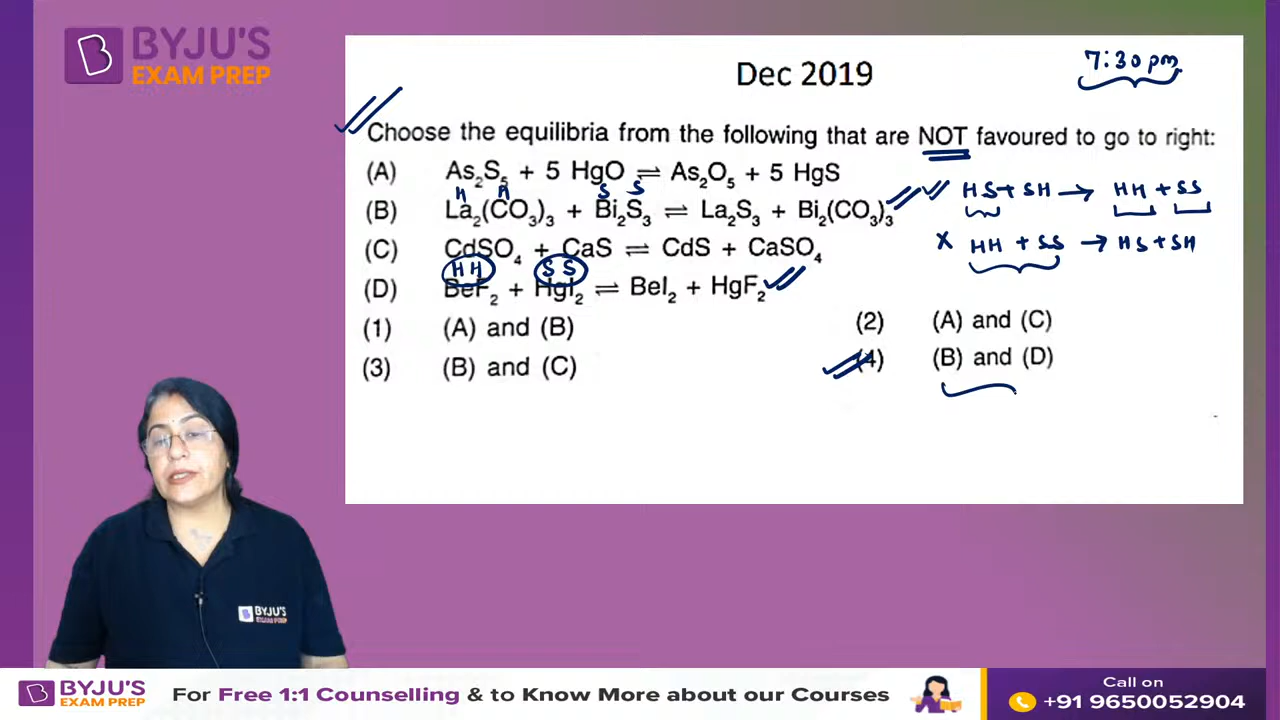 BYJU'S
EXAM PREP
Dec 2019
7:30 pm
Choose the equilibria from the following that are NOT favoured to go to right:
(A) As₂S₅ + 5 HgO ⇌ As₂O₅ + 5 HgS
H H S S
(B) La₂(CO₃)₃ + Bi₂S₃ ⇌ La₂S₃ + Bi₂(CO₃)₃
HS + SH → HH + SS
(C) CdSO₄ + CaS ⇌ CdS + CaSO₄
X HH + SS → HS + SH
HH SS
(D) BeF₂ + HgI₂ ⇌ BeI₂ + HgF₂
(1) (A) and (B) (2) (A) and (C)
(3) (B) and (C) (4) (B) and (D)
BYJU'S
EXAM PREP
BYJU'S
EXAM PREP
For Free 1:1 Counselling & to Know More about our Courses
Call on
+91 9650052904